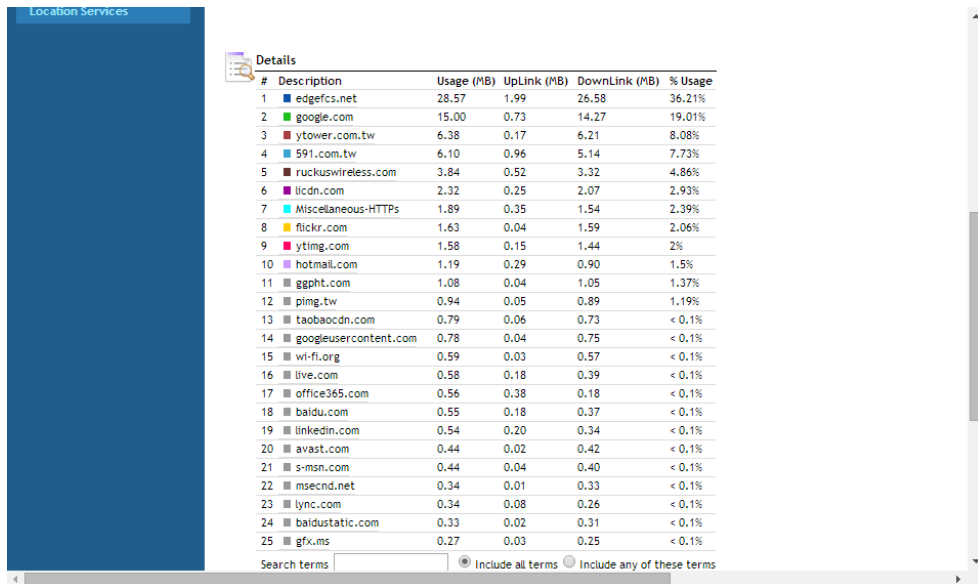 Location Services
Details
# Description Usage (MB) UpLink (MB) DownLink (MB) % Usage
1 edgefcs.net 28.57 1.99 26.58 36.21%
2 google.com 15.00 0.73 14.27 19.01%
3 ytower.com.tw 6.38 0.17 6.21 8.08%
4 591.com.tw 6.10 0.96 5.14 7.73%
5 ruckuswireless.com 3.84 0.52 3.32 4.86%
6 licdn.com 2.32 0.25 2.07 2.93%
7 Miscellaneous-HTTPs 1.89 0.35 1.54 2.39%
8 flickr.com 1.63 0.04 1.59 2.06%
9 ytimg.com 1.58 0.15 1.44 2%
10 hotmail.com 1.19 0.29 0.90 1.5%
11 ggpht.com 1.08 0.04 1.05 1.37%
12 pimg.tw 0.94 0.05 0.89 1.19%
13 taobaocdn.com 0.79 0.06 0.73 < 0.1%
14 googleusercontent.com 0.78 0.04 0.75 < 0.1%
15 wi-fi.org 0.59 0.03 0.57 < 0.1%
16 live.com 0.58 0.18 0.39 < 0.1%
17 office365.com 0.56 0.38 0.18 < 0.1%
18 baidu.com 0.55 0.18 0.37 < 0.1%
19 linkedin.com 0.54 0.20 0.34 < 0.1%
20 avast.com 0.44 0.02 0.42 < 0.1%
21 s-msn.com 0.44 0.04 0.40 < 0.1%
22 msecnd.net 0.34 0.01 0.33 < 0.1%
23 lync.com 0.34 0.08 0.26 < 0.1%
24 baidustatic.com 0.33 0.02 0.31 < 0.1%
25 gfx.ms 0.27 0.03 0.25 < 0.1%
Search terms Include all terms Include any of these terms